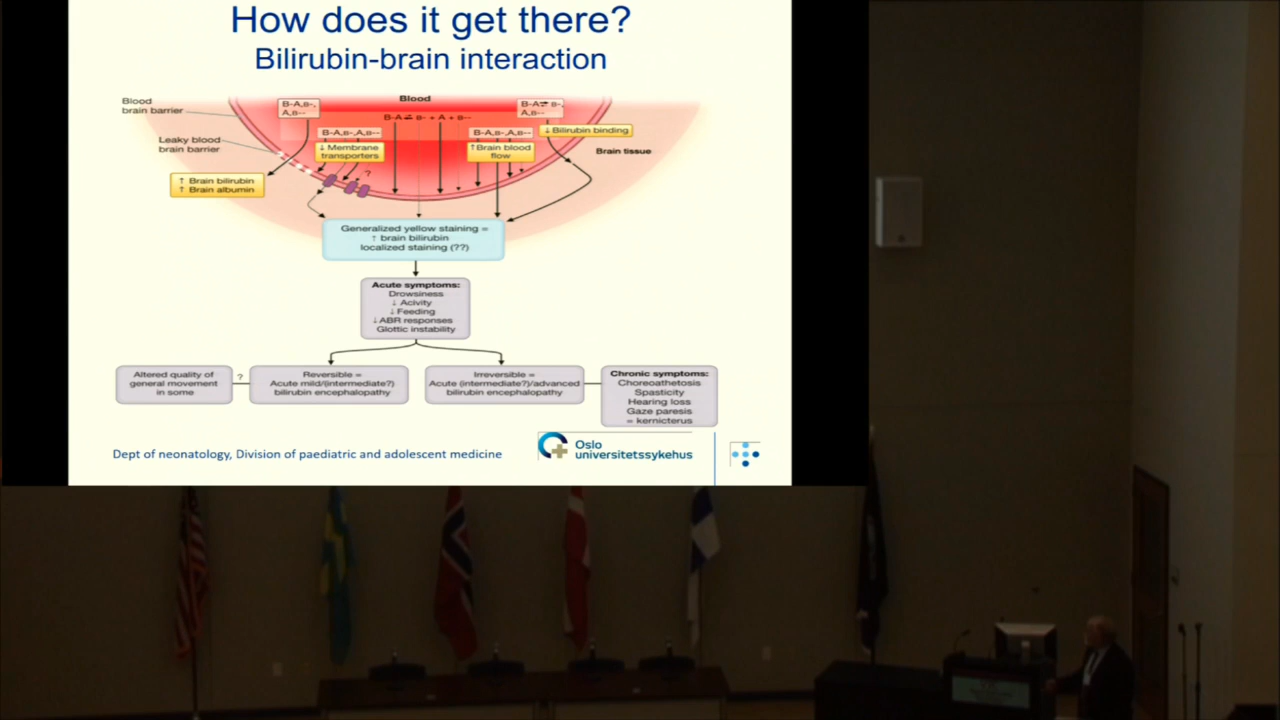 How does it get there?
Bilirubin-brain interaction
Blood
brain barrier
Blood
B-A,B-,
A,B--
B-A⇌ B- + A + B--
B-A⇌ B-,
A,B--
B-A,B-,A,B--
B-A,B-,A,B--
↓ Bilirubin binding
Leaky blood
brain barrier
↓ Membrane
transporters
↑ Brain blood
flow
Brain tissue
?
↑ Brain bilirubin
↑ Brain albumin
Generalized yellow staining =
↑ brain bilirubin
localized staining (??)
Acute symptoms:
Drowsiness
↓ Acivity
↓ Feeding
↓ABR responses
Glottic instability
Altered quality of
general movement
in some
?
Reversible =
Acute mild/(intermediate?)
bilirubin encephalopathy
Irreversible =
Acute (intermediate?)/advanced
bilirubin encephalopathy
Chronic symptoms:
Choreoathetosis
Spasticity
Hearing loss
Gaze paresis
= kernicterus
Dept of neonatology, Division of paediatric and adolescent medicine
Oslo
universitetssykehus